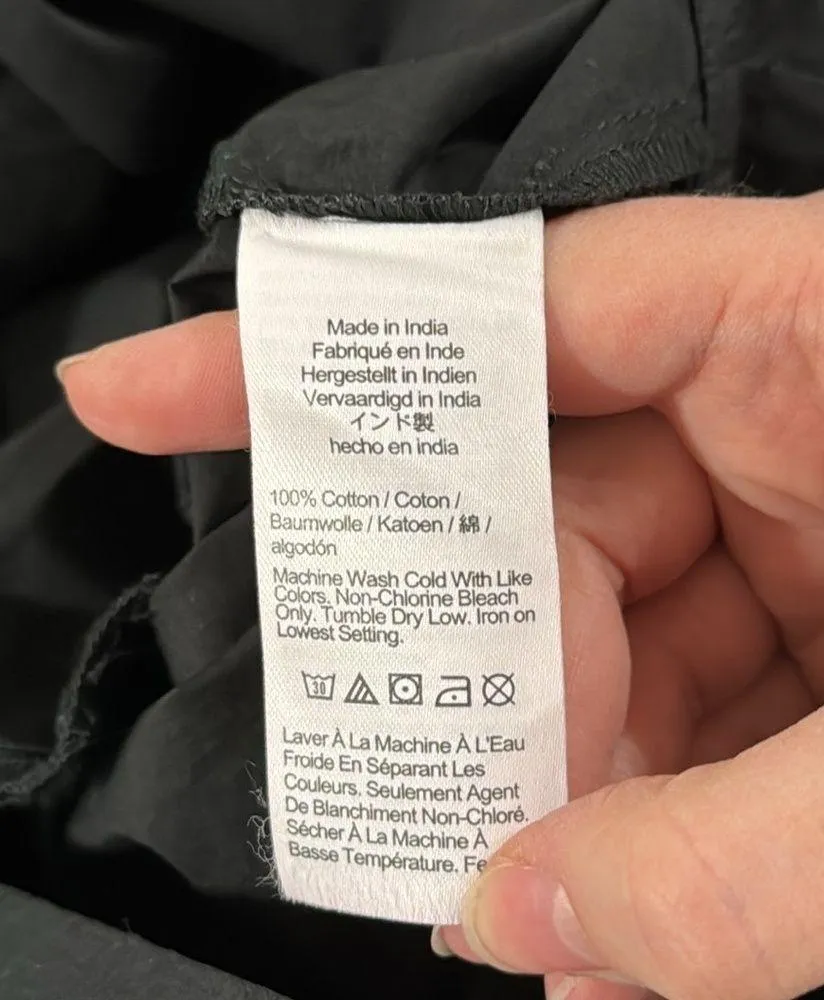 Made in India
Fabriqué en Inde
Hergestellt in Indien
Vervaardigd in India
インド製
hecho en india
100% Cotton / Coton /
Baumwolle / Katoen / 綿 /
algodón
Machine Wash Cold With Like
Colors. Non-Chlorine Bleach
Only. Tumble Dry Low. Iron on
Lowest Setting.
30
Laver À La Machine À L'Eau
Froide En Séparant Les
Couleurs. Seulement Agent
De Blanchiment Non-Chloré.
Sécher À La Machine À
Basse Température. Fe